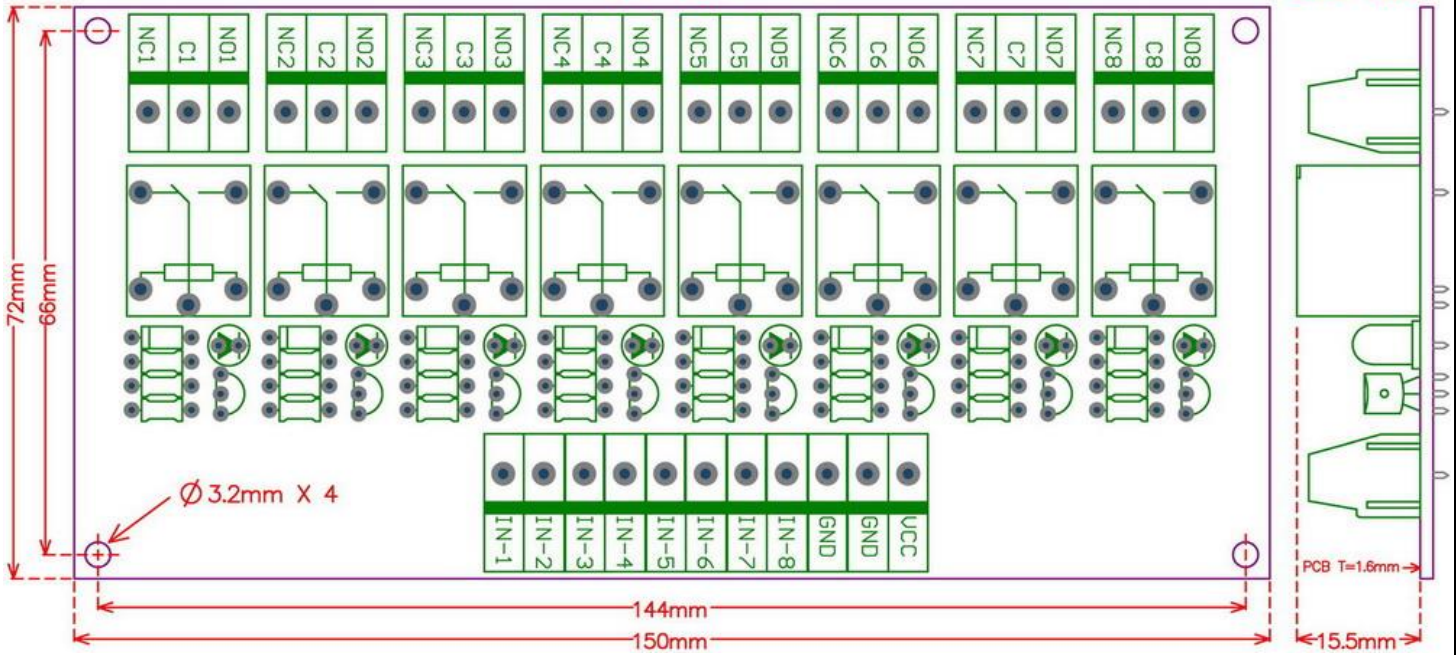 NC1 C1 NO1 NC2 C2 NO2 NC3 C3 NO3 NC4 C4 NO4 NC5 C5 NO5 NC6 C6 NO6 NC7 C7 NO7 NC8 C8 NO8
72mm
66mm
Ø 3.2mm X 4
IN-1 IN-2 IN-3 IN-4 IN-5 IN-6 IN-7 IN-8 GND GND VCC
PCB T=1.6mm
144mm
150mm
15.5mm